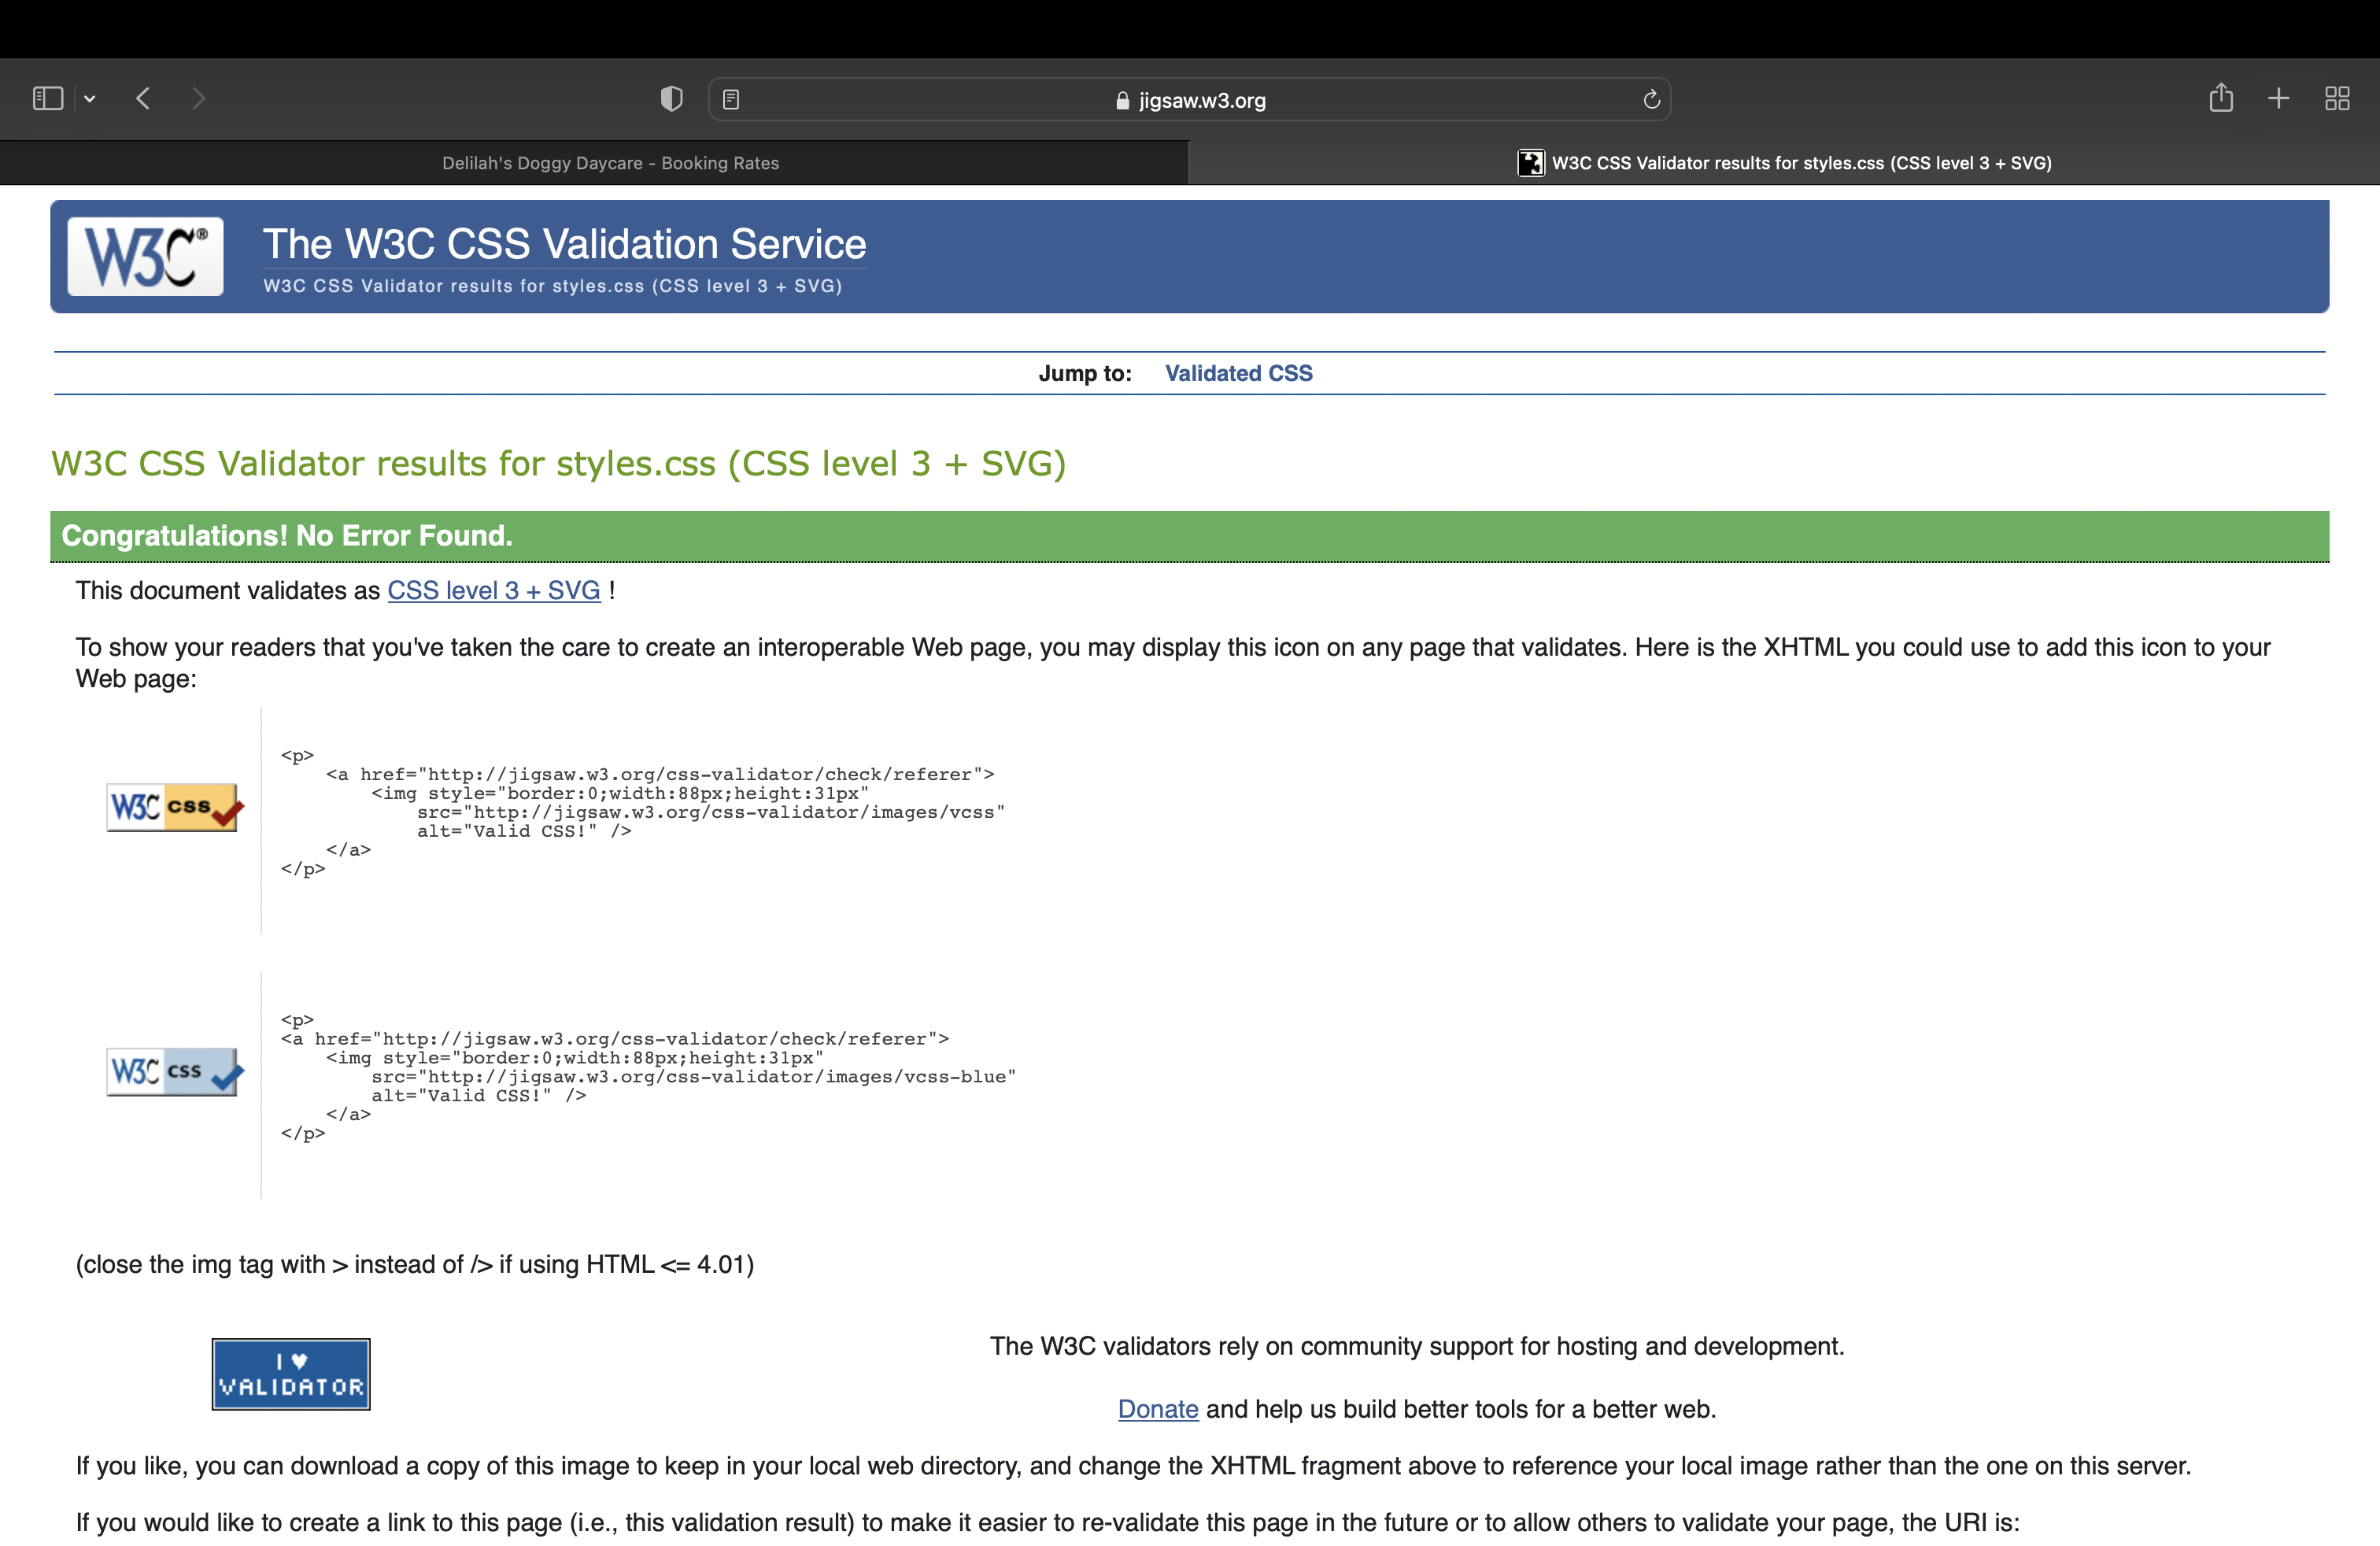 jigsaw.w3.org
Delilah's Doggy Daycare - Booking Rates
W3C CSS Validator results for styles.css (CSS level 3 + SVG)
W3C®
The W3C CSS Validation Service
W3C CSS Validator results for styles.css (CSS level 3 + SVG)
Jump to: Validated CSS
W3C CSS Validator results for styles.css (CSS level 3 + SVG)
Congratulations! No Error Found.
This document validates as CSS level 3 + SVG !
To show your readers that you've taken the care to create an interoperable Web page, you may display this icon on any page that validates. Here is the XHTML you could use to add this icon to your
Web page:
W3C css
<p>
<a href="http://jigsaw.w3.org/css-validator/check/referer">
<img style="border:0;width:88px;height:31px"
src="http://jigsaw.w3.org/css-validator/images/vcss"
alt="Valid CSS!" />
</a>
</p>
W3C css
<p>
<a href="http://jigsaw.w3.org/css-validator/check/referer">
<img style="border:0;width:88px;height:31px"
src="http://jigsaw.w3.org/css-validator/images/vcss-blue"
alt="Valid CSS!" />
</a>
</p>
(close the img tag with > instead of /> if using HTML <= 4.01)
I ♥
VALIDATOR
The W3C validators rely on community support for hosting and development.
Donate and help us build better tools for a better web.
If you like, you can download a copy of this image to keep in your local web directory, and change the XHTML fragment above to reference your local image rather than the one on this server.
If you would like to create a link to this page (i.e., this validation result) to make it easier to re-validate this page in the future or to allow others to validate your page, the URI is: